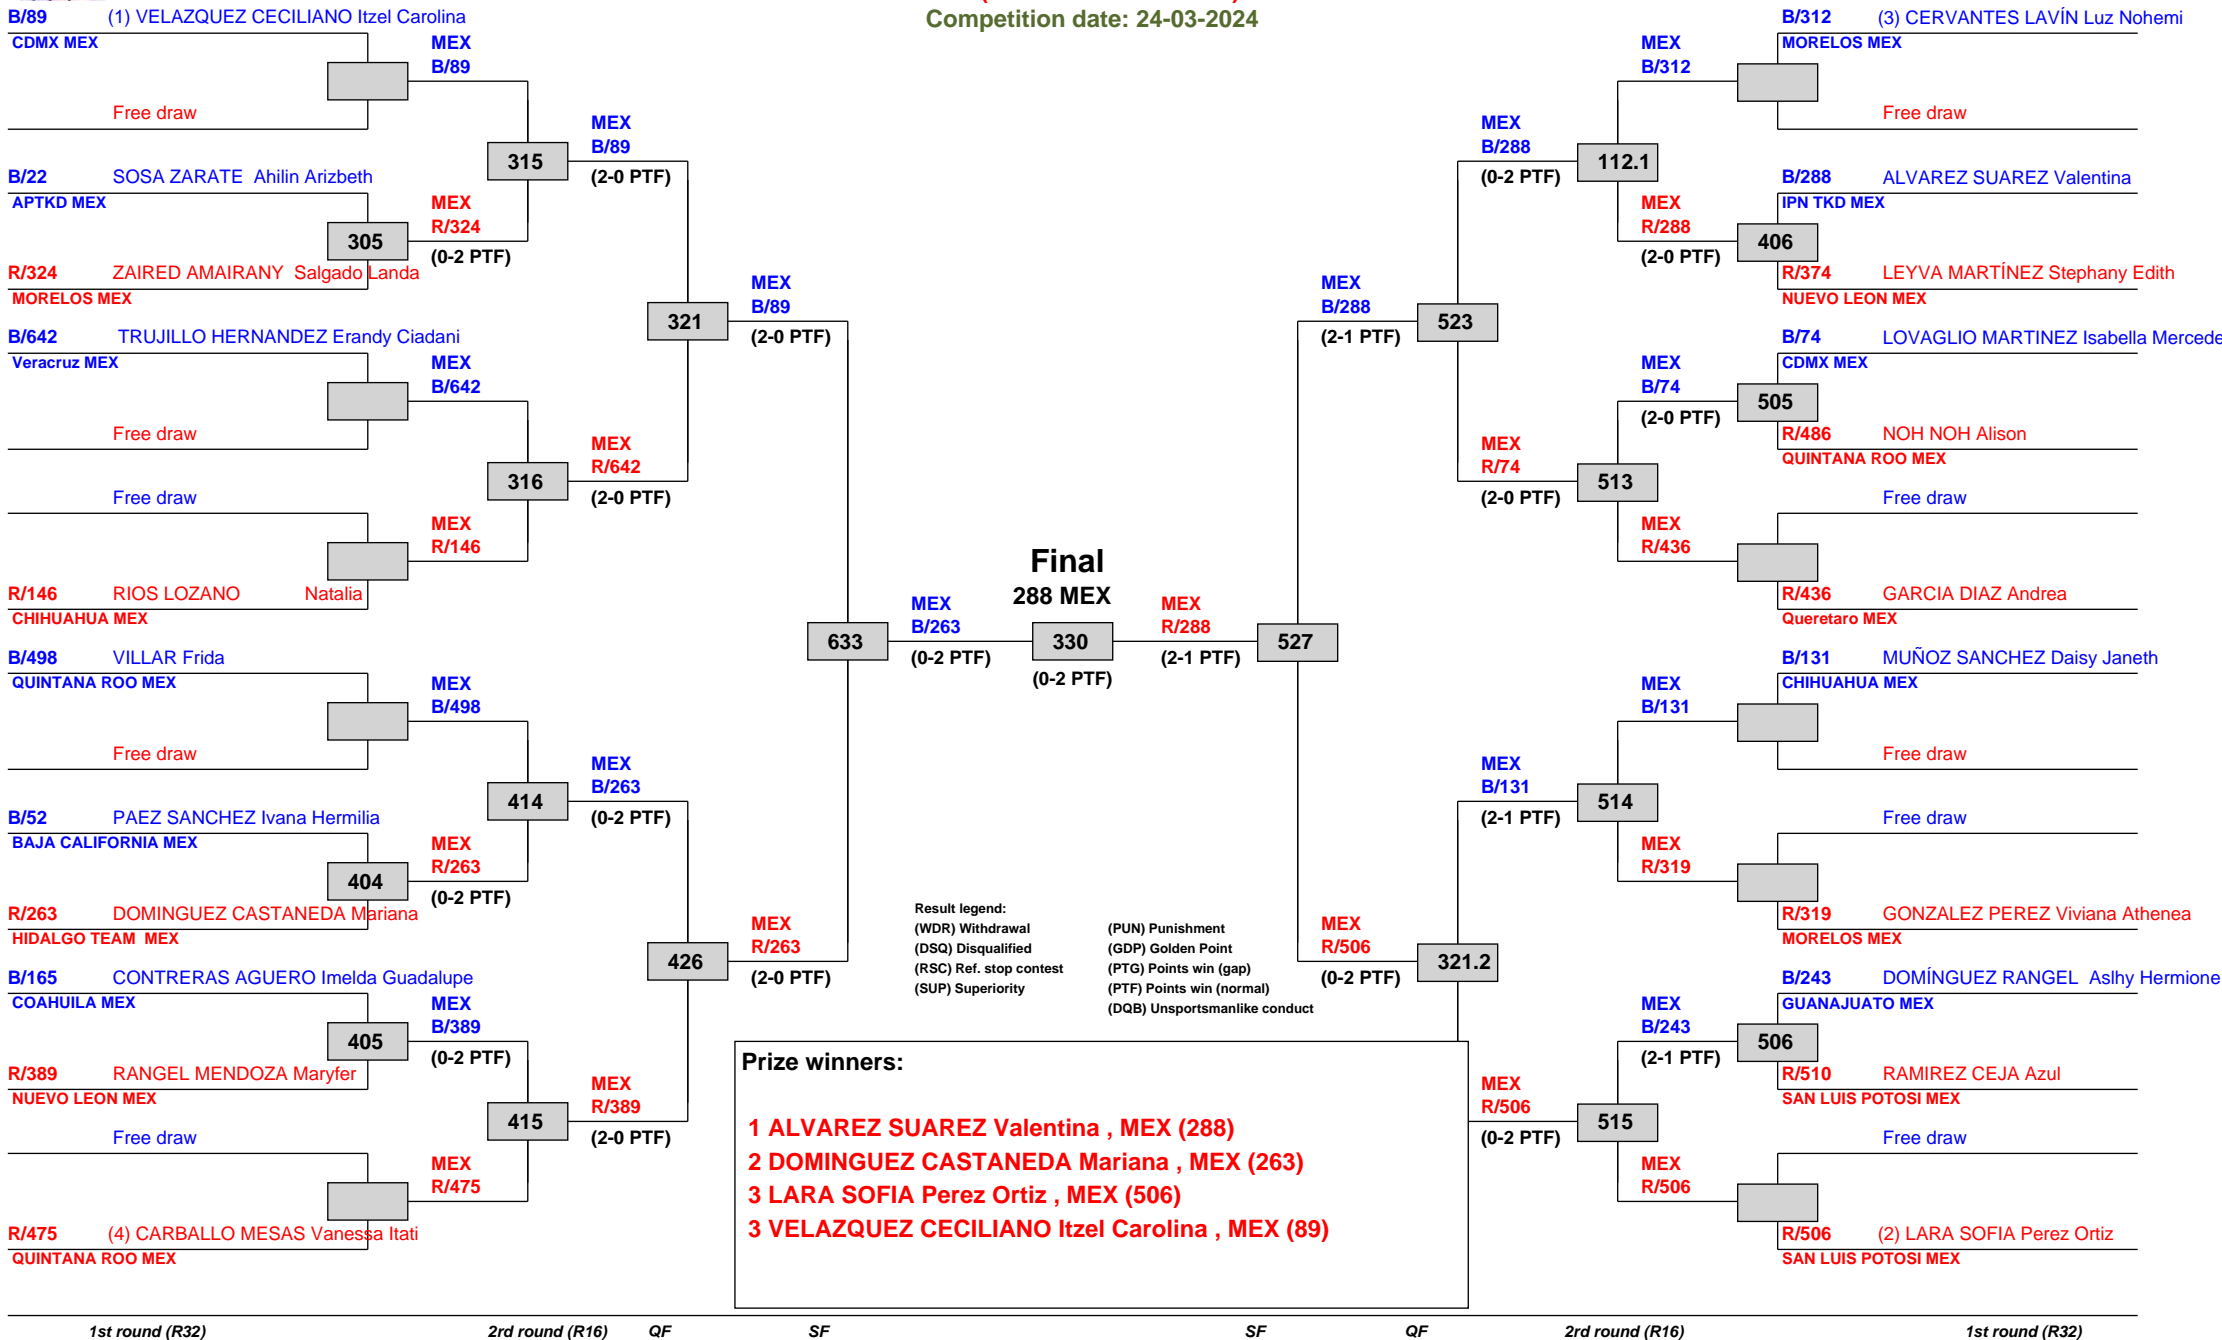 Competition date: 24-03-2024
B/89 (1) VELAZQUEZ CECILIANO Itzel Carolina
CDMX MEX
Free draw
B/22 SOSA ZARATE Ahilin Arizbeth
APTKD MEX
305
R/324 ZAIRED AMAIRANY Salgado Landa
MORELOS MEX
B/642 TRUJILLO HERNANDEZ Erandy Ciadani
Veracruz MEX
Free draw
Free draw
R/146 RIOS LOZANO Natalia
CHIHUAHUA MEX
B/498 VILLAR Frida
QUINTANA ROO MEX
Free draw
B/52 PAEZ SANCHEZ Ivana Hermilia
BAJA CALIFORNIA MEX
404
R/263 DOMINGUEZ CASTANEDA Mariana
HIDALGO TEAM MEX
B/165 CONTRERAS AGUERO Imelda Guadalupe
COAHUILA MEX
405
R/389 RANGEL MENDOZA Maryfer
NUEVO LEON MEX
Free draw
R/475 (4) CARBALLO MESAS Vanessa Itati
QUINTANA ROO MEX
MEX
B/89
315
MEX
R/324
(0-2 PTF)
MEX
B/642
316
MEX
R/146
MEX
B/498
414
MEX
R/263
(0-2 PTF)
MEX
B/389
(0-2 PTF)
415
MEX
R/475
MEX
B/89
(2-0 PTF)
321
MEX
R/642
(2-0 PTF)
MEX
B/263
(0-2 PTF)
426
MEX
R/389
(2-0 PTF)
MEX
B/89
(2-0 PTF)
633
MEX
R/263
(2-0 PTF)
MEX
B/263
(0-2 PTF)
Final
288 MEX
330
(0-2 PTF)
MEX
R/288
(2-1 PTF)
527
MEX
B/288
(2-1 PTF)
523
MEX
R/506
(0-2 PTF)
321.2
MEX
B/288
(0-2 PTF)
112.1
MEX
R/74
(2-0 PTF)
513
MEX
B/131
(2-1 PTF)
514
MEX
R/506
(0-2 PTF)
515
MEX
B/312
MEX
R/288
(2-0 PTF)
MEX
B/74
(2-0 PTF)
MEX
R/436
MEX
B/131
MEX
R/319
MEX
B/243
(2-1 PTF)
MEX
R/506
B/312 (3) CERVANTES LAVÍN Luz Nohemi
MORELOS MEX
Free draw
B/288 ALVAREZ SUAREZ Valentina
IPN TKD MEX
406
R/374 LEYVA MARTÍNEZ Stephany Edith
NUEVO LEON MEX
B/74 LOVAGLIO MARTINEZ Isabella Mercede
CDMX MEX
505
R/486 NOH NOH Alison
QUINTANA ROO MEX
Free draw
R/436 GARCIA DIAZ Andrea
Queretaro MEX
B/131 MUÑOZ SANCHEZ Daisy Janeth
CHIHUAHUA MEX
Free draw
Free draw
R/319 GONZALEZ PEREZ Viviana Athenea
MORELOS MEX
B/243 DOMÍNGUEZ RANGEL Aslhy Hermione
GUANAJUATO MEX
506
R/510 RAMIREZ CEJA Azul
SAN LUIS POTOSI MEX
Free draw
R/506 (2) LARA SOFIA Perez Ortiz
SAN LUIS POTOSI MEX
Result legend:
(WDR) Withdrawal (PUN) Punishment
(DSQ) Disqualified (GDP) Golden Point
(RSC) Ref. stop contest (PTG) Points win (gap)
(SUP) Superiority (PTF) Points win (normal)
(DQB) Unsportsmanlike conduct
Prize winners:
1 ALVAREZ SUAREZ Valentina , MEX (288)
2 DOMINGUEZ CASTANEDA Mariana , MEX (263)
3 LARA SOFIA Perez Ortiz , MEX (506)
3 VELAZQUEZ CECILIANO Itzel Carolina , MEX (89)
1st round (R32) 2rd round (R16) QF SF SF QF 2rd round (R16) 1st round (R32)